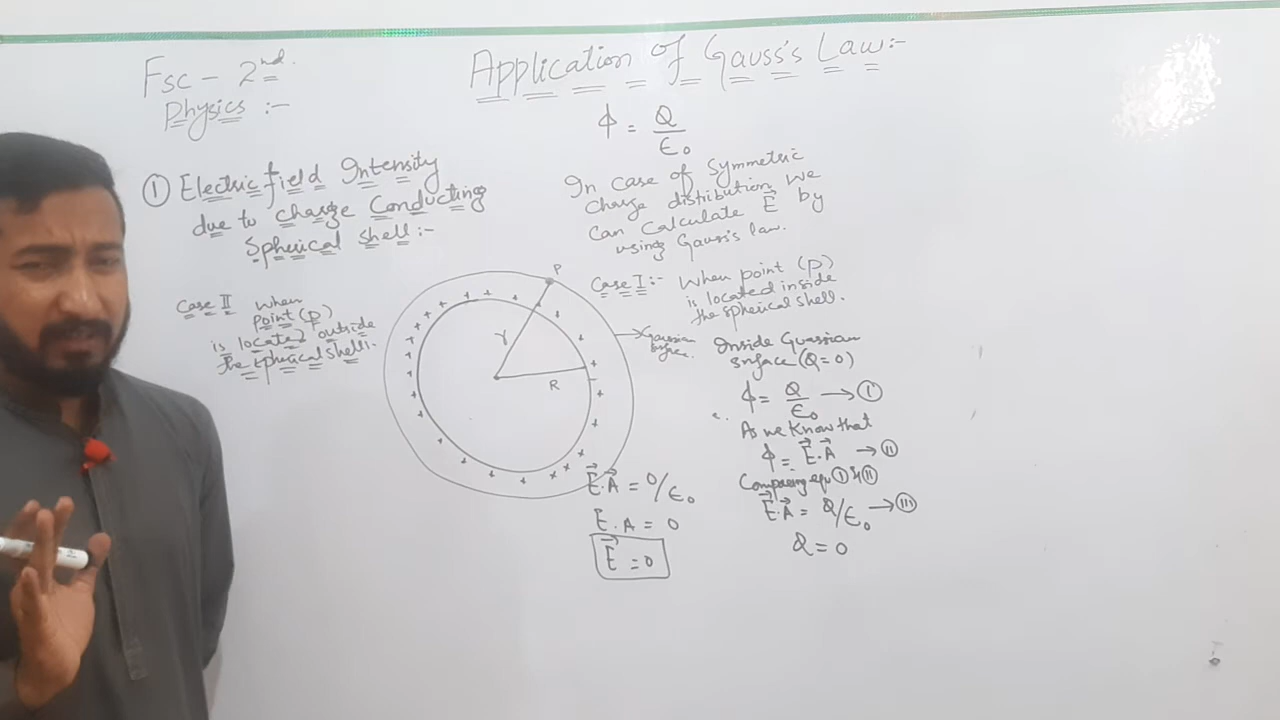 Fsc - 2nd.
Physics :-
Application of Gauss's Law:-
ϕ = Q/ε₀
① Electric field Intensity
due to charge Conducting
Spherical Shell:-
In case of Symmetric
charge distribution, we
can calculate E⃗ by
using Gauss's law.
Case I:- When point (p)
is located inside
the spherical shell.
Case II When
point (p)
is located outside
the spherical shell.
P
r
R
Gaussian
surface.
Inside Guassian
surface (Q=0)
ϕ = Q/ε₀ → ①
As we know that
ϕ = E⃗.A⃗ → ⑪
Comparing eqn ① & ⑪
E⃗.A⃗ = Q/ε₀ → ⑪I
Q = 0
E⃗.A⃗ = 0/ε₀
E.A = 0
E⃗ = 0